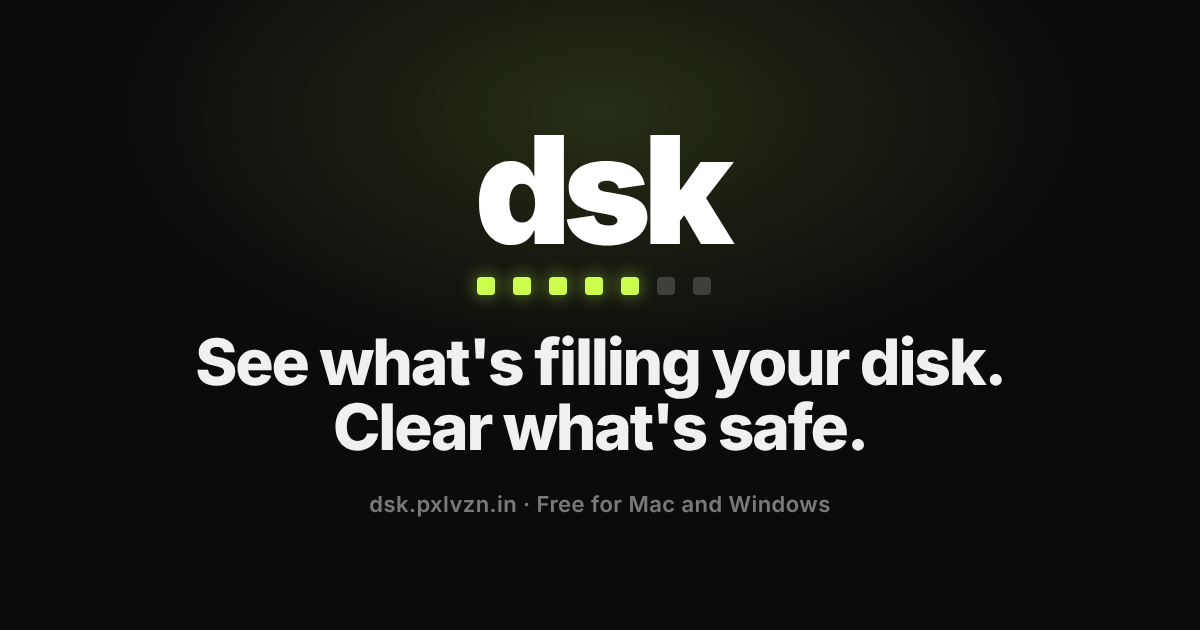 dsk
See what's filling your disk.
Clear what's safe.
dsk.pxlvzn.in · Free for Mac and Windows